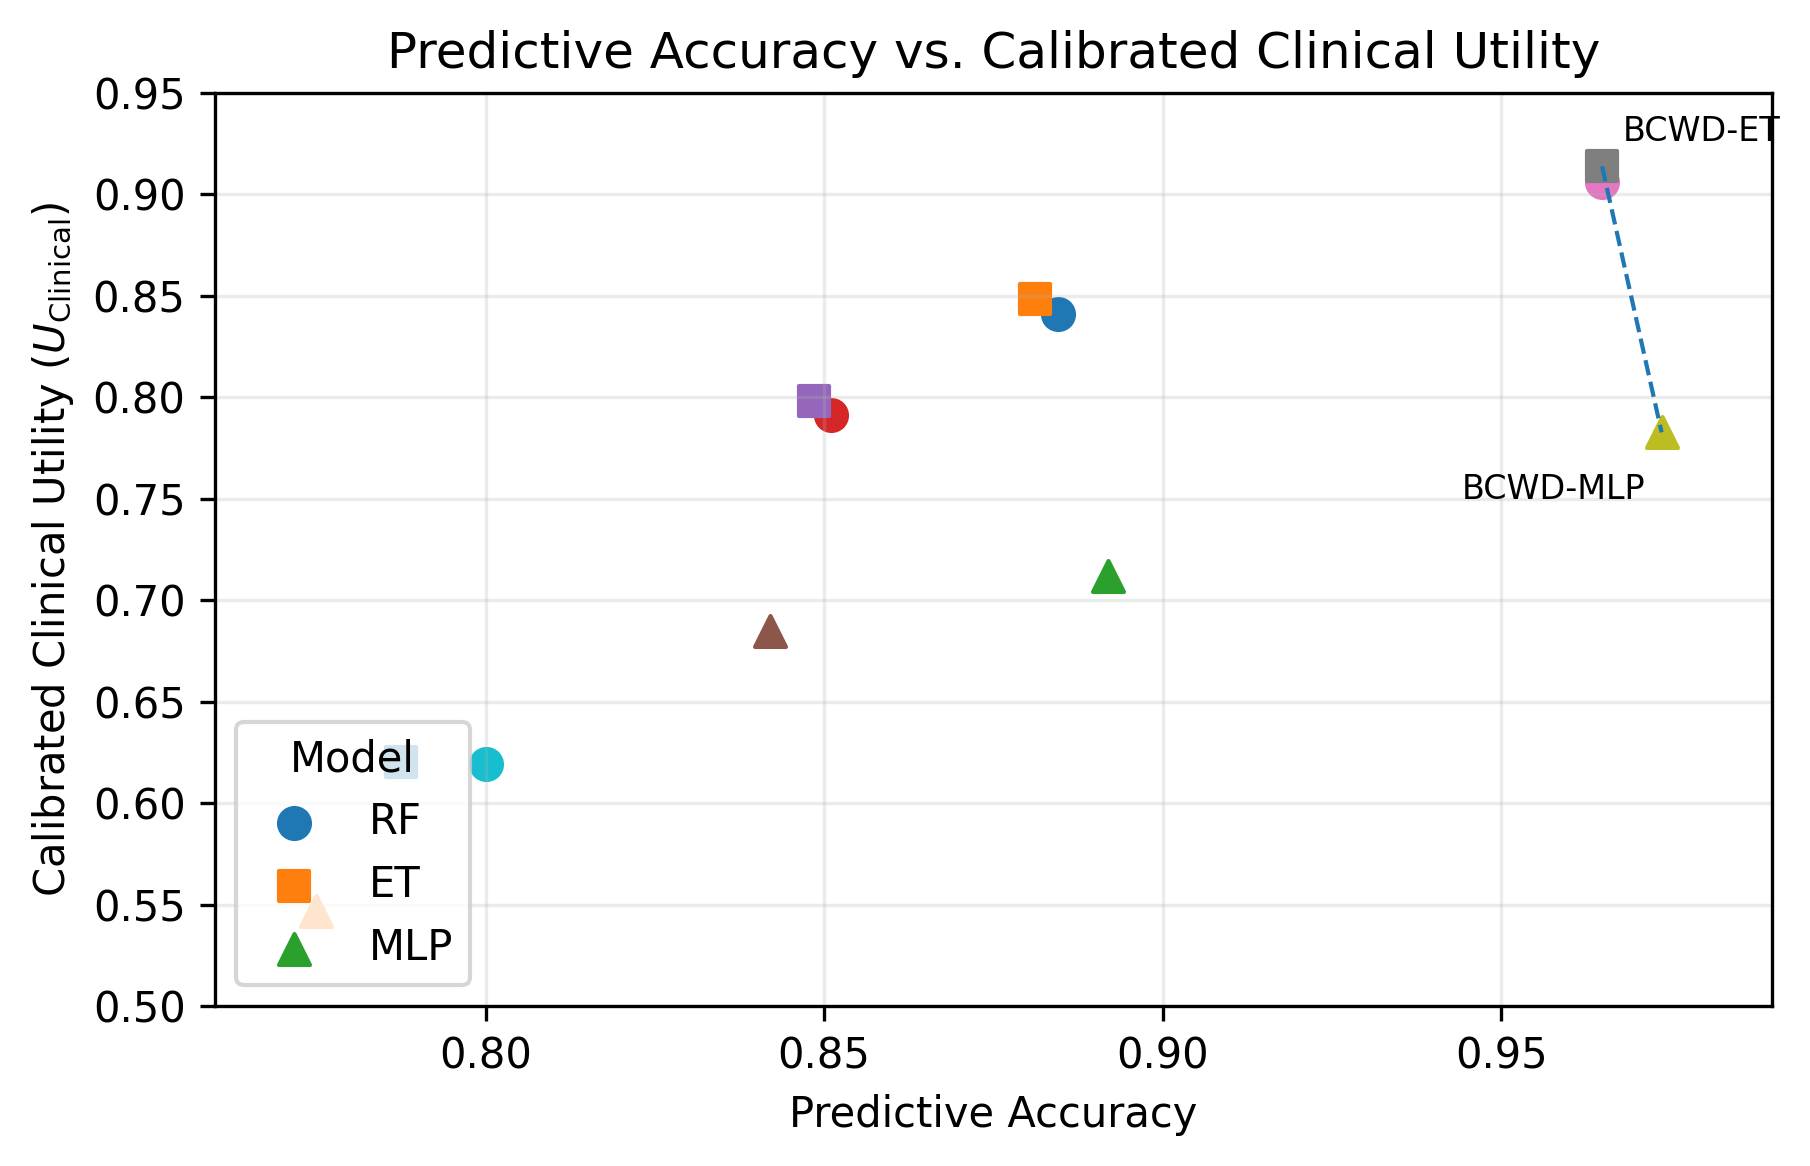 Predictive Accuracy vs. Calibrated Clinical Utility
Calibrated Clinical Utility (U_Clinical)
0.95
0.90
0.85
0.80
0.75
0.70
0.65
0.60
0.55
0.50
BCWD-ET
BCWD-MLP
Model
RF
ET
MLP
0.80
0.85
0.90
0.95
Predictive Accuracy